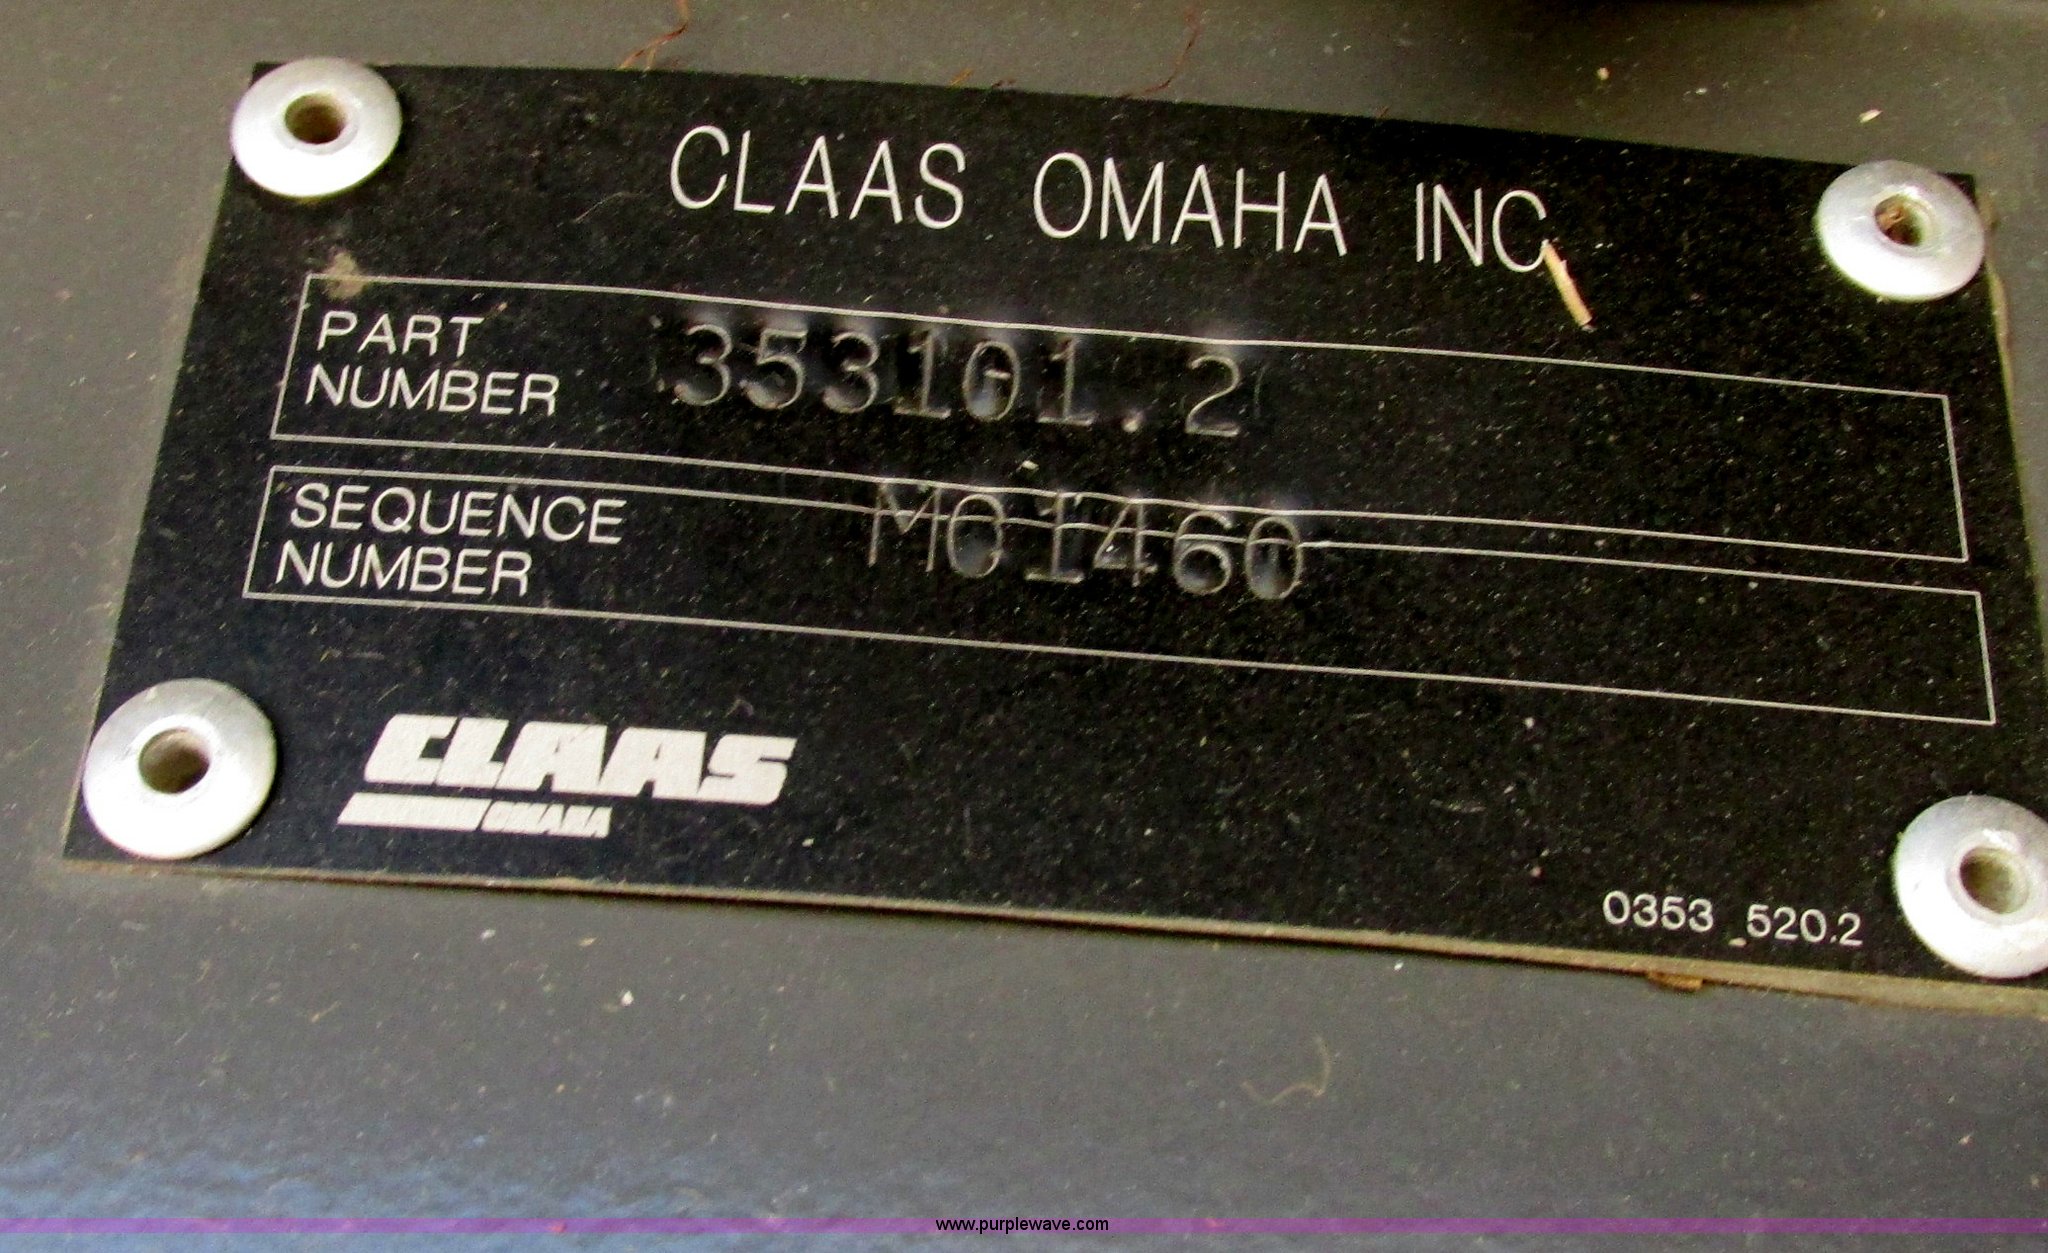 CLAAS OMAHA INC
PART
NUMBER
353101.2
SEQUENCE
NUMBER
M01460
CLAAS
OMAHA
0353 520.2
www.purplewave.com